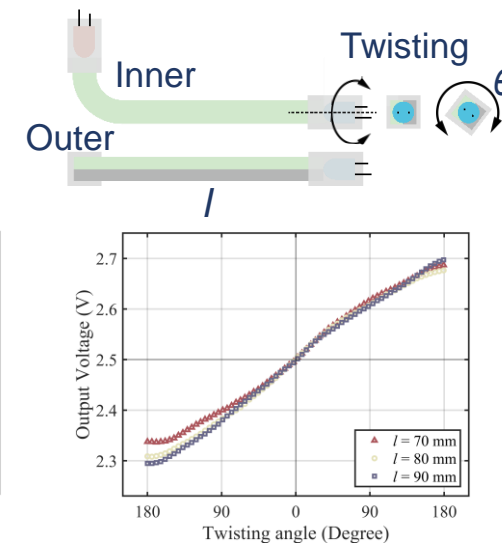 Twisting
Inner
θ
Outer
l
2.7
2.6
2.5
2.4
2.3
Output Voltage (V)
l = 70 mm
l = 80 mm
l = 90 mm
180 90 0 90 180
Twisting angle (Degree)